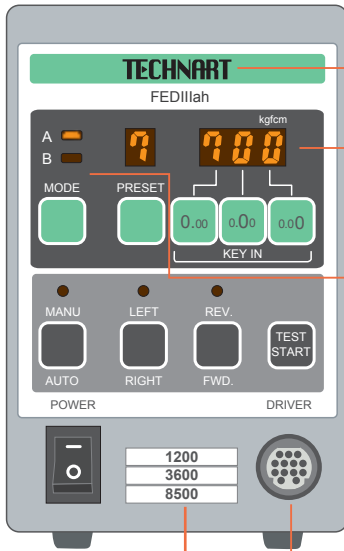 TECHNART
FEDIIIah
kgfcm
A
B
7
700
MODE
PRESET
0.00
0.00
0.00
KEY IN
MANU
LEFT
REV.
TEST
START
AUTO
RIGHT
FWD.
POWER
DRIVER
1200
3600
8500